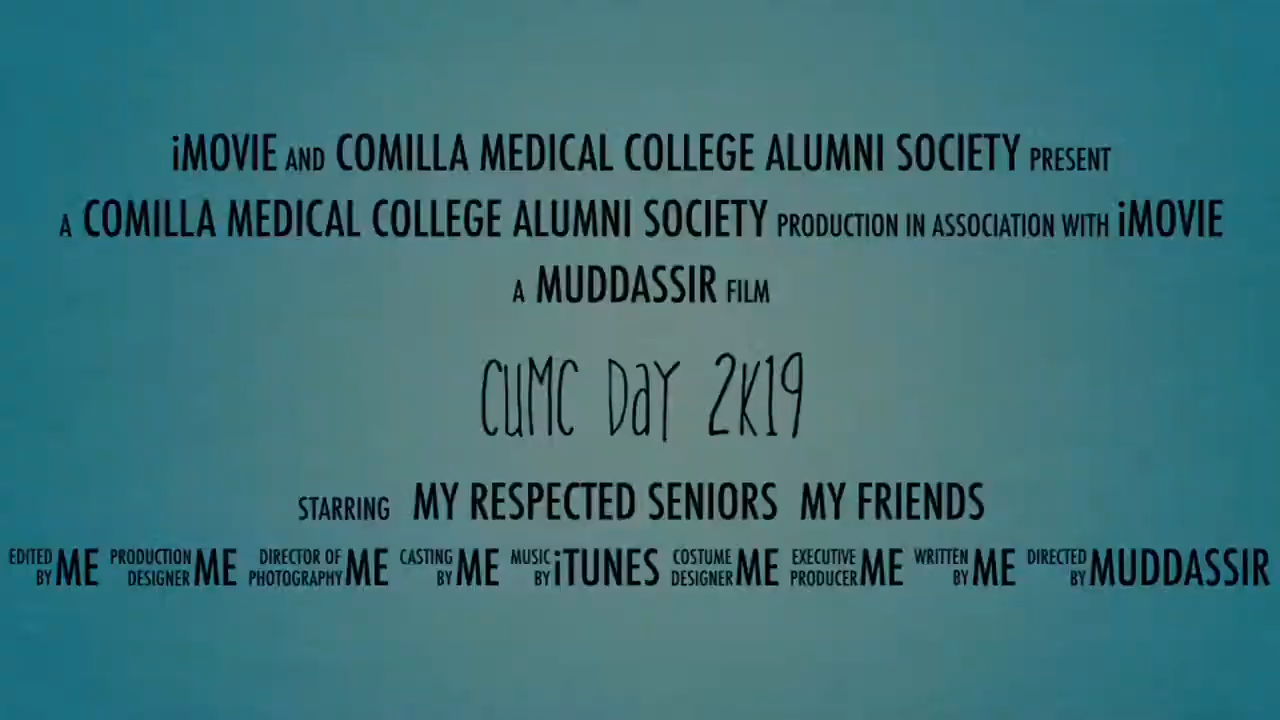 iMOVIE AND COMILLA MEDICAL COLLEGE ALUMNI SOCIETY PRESENT
A COMILLA MEDICAL COLLEGE ALUMNI SOCIETY PRODUCTION IN ASSOCIATION WITH iMOVIE
A MUDDASSIR FILM
CUMC DAY 2K19
STARRING MY RESPECTED SENIORS MY FRIENDS
EDITED BY ME PRODUCTION DESIGNER ME DIRECTOR OF PHOTOGRAPHY ME CASTING BY ME MUSIC BY iTUNES COSTUME DESIGNER ME EXECUTIVE PRODUCER ME WRITTEN BY ME DIRECTED BY MUDDASSIR